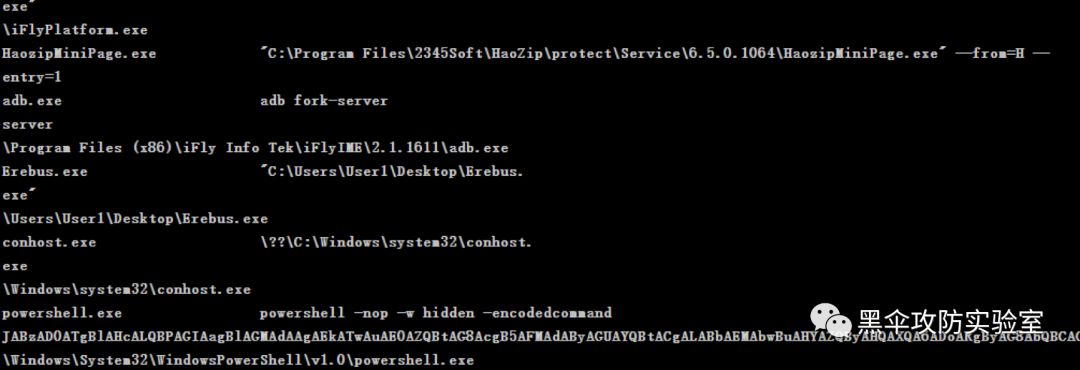 exe"
\iFlyPlatform.exe
HaozipMiniPage.exe "C:\Program Files\2345Soft\HaoZip\protect\Service\6.5.0.1064\HaozipMiniPage.exe" --from=H --
entry=1
adb.exe adb fork-server
server
\Program Files (x86)\iFly Info Tek\iFlyIME\2.1.1611\adb.exe
Erebus.exe "C:\Users\User1\Desktop\Erebus.
exe"
\Users\User1\Desktop\Erebus.exe
conhost.exe \??\C:\Windows\system32\conhost.
exe
\Windows\system32\conhost.exe
powershell.exe powershell -nop -w hidden -encodedcommand
\Windows\System32\WindowsPowerShell\v1.0\powershell.exe
黑伞攻防实验室